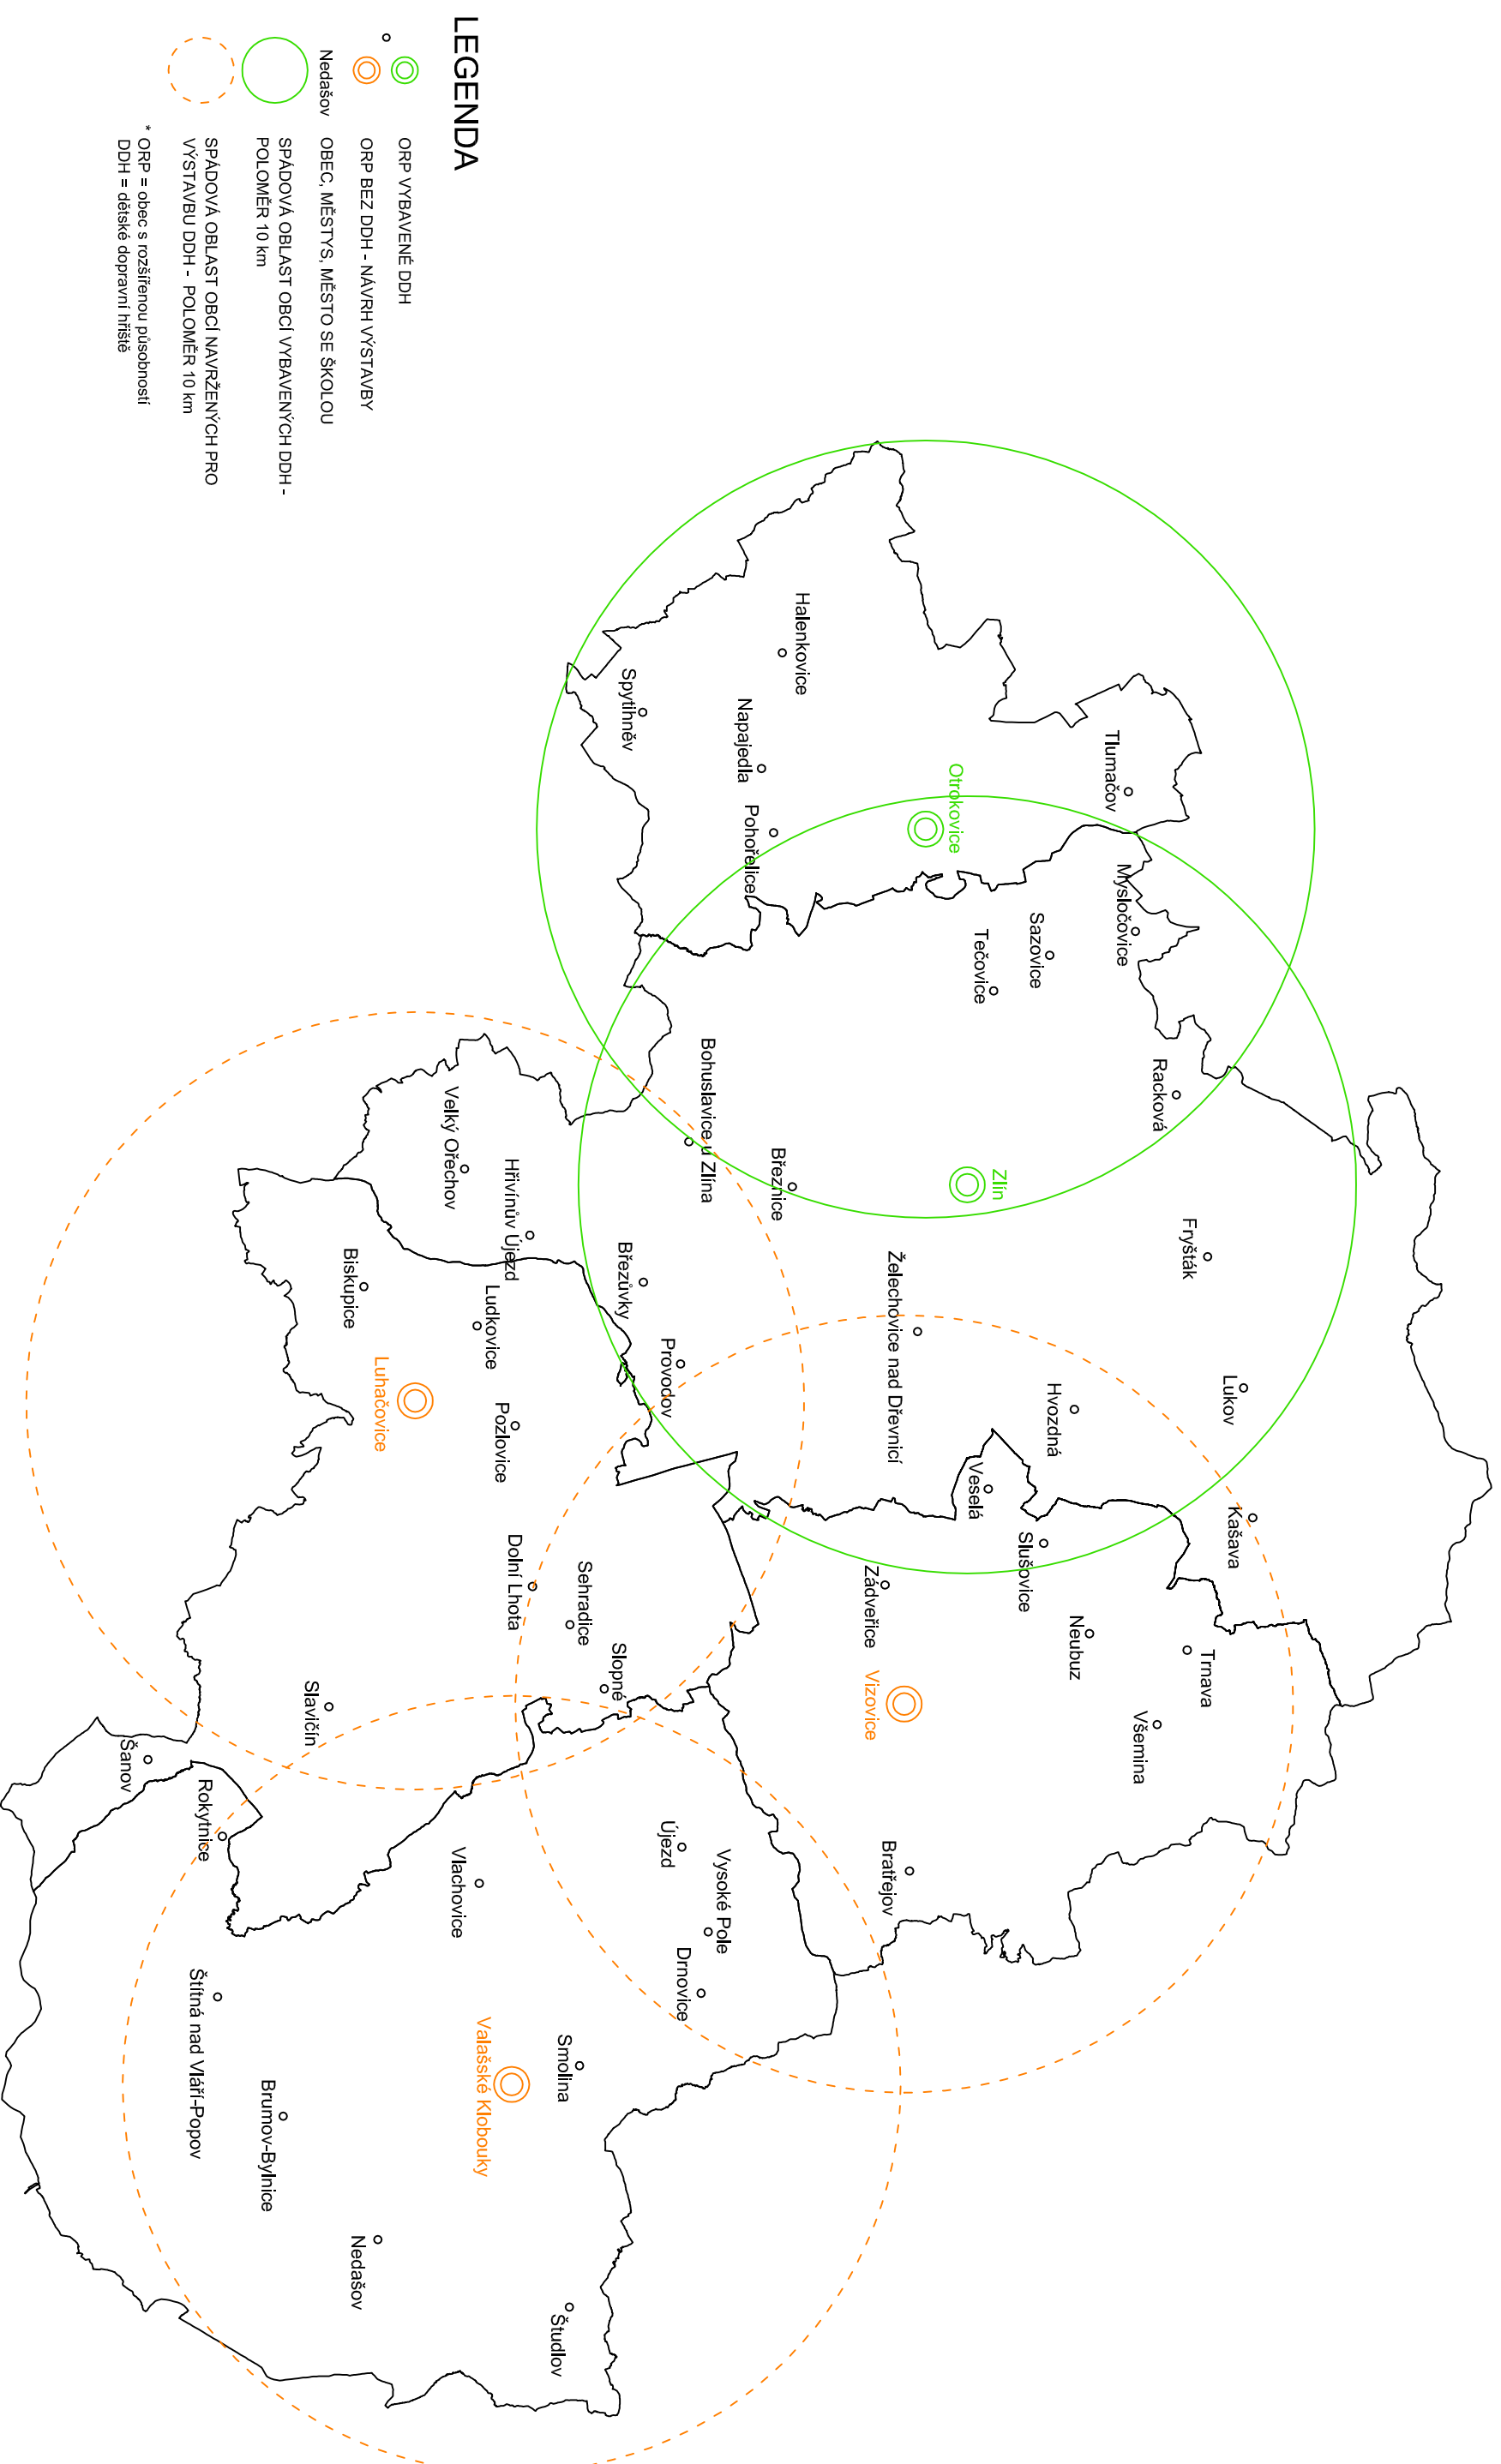 LEGENDA
ORP VYBAVENÉ DDH
ORP BEZ DDH - NÁVRH VÝSTAVBY
Nedašov
OBEC, MĚSTYS, MĚSTO SE ŠKOLOU
SPÁDOVÁ OBLAST OBCÍ VYBAVENÝCH DDH -
POLOMĚR 10 km
SPÁDOVÁ OBLAST OBCÍ NAVRŽENÝCH PRO
VÝSTAVBU DDH - POLOMĚR 10 km
* ORP = obec s rozšířenou působností
DDH = dětské dopravní hřiště
Lukov
Kašava
Fryšták
Trnava
Racková
Všemina
Mysločovice
Tlumačov
Neubuz
Hvozdná
Sazovice
Slušovice
Zlín
Tečovice
Veselá
Otrokovice
Želechovice nad Dřevnicí
Bratřejov
Zádveřice
Vizovice
Halenkovice
Březnice
Napajedla
Pohořelice
Vysoké Pole
Bohuslavice u Zlína
Drnovice
Provodov
Újezd
Spytihněv
Březůvky
Slopné
Sehradice
Smolina
Študlov
Hřivínův Újezd
Dolní Lhota
Pozlovice
Ludkovice
Valašské Klobouky
Velký Ořechov
Vlachovice
Luhačovice
Nedašov
Biskupice
Slavičín
Brumov-Bylnice
Rokytnice
Štítná nad Vláří-Popov
Šanov